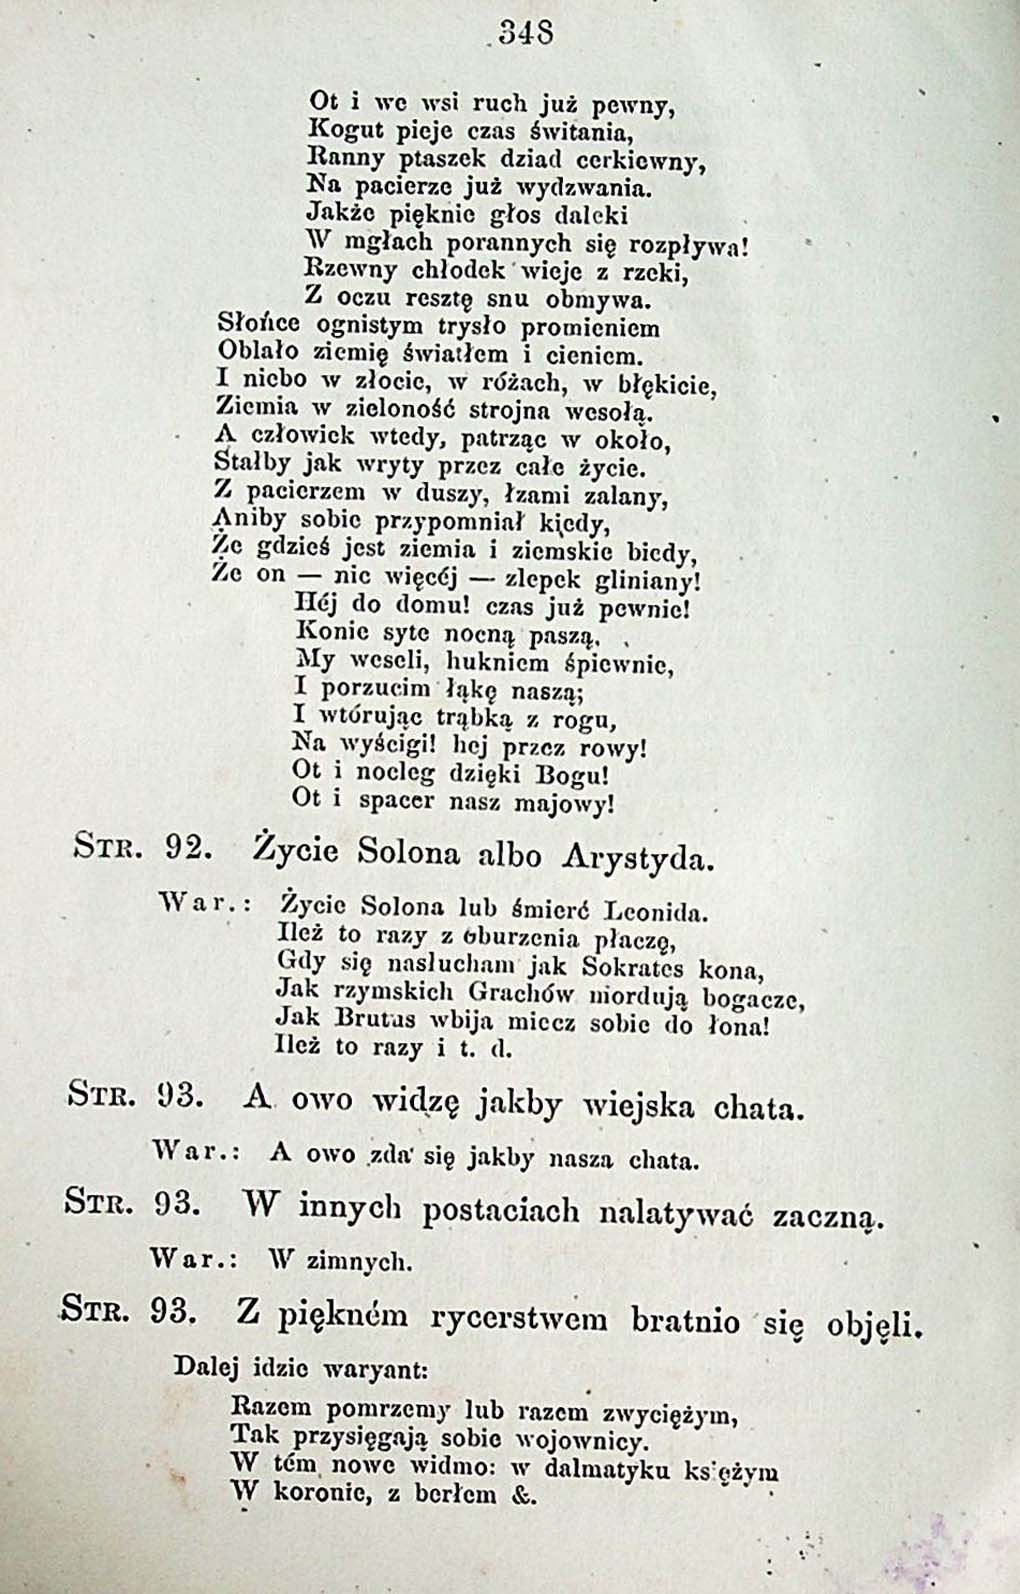 348
Ot i we wsi ruch już pewny,
Kogut pieje czas świtania,
Ranny ptaszek dziad cerkiewny,
Na pacierze już wydzwania.
Jakże pięknie głos daleki
W mgłach porannych się rozpływa!
Rzewny chłodek wieje z rzeki,
Z oczu resztę snu obmywa.
Słońce ognistym trysło promieniem
Oblało ziemię światłem i cieniem.
I niebo w złocie, w różach, w błękicie,
Ziemia w zieloność strojna wesołą.
A człowiek wtedy, patrząc w około,
Stałby jak wryty przez całe życie.
Z pacierzem w duszy, łzami zalany,
Aniby sobie przypomniał kiedy,
Że gdzieś jest ziemia i ziemskie biedy,
Że on — nic więcéj — zlepek gliniany!
Héj do domu! czas już pewnie!
Konie syte nocną paszą,
My weseli, hukniem śpiewnie,
I porzucim łąkę naszą;
I wtórując trąbką z rogu,
Na wyścigi! hej przez rowy!
Ot i nocleg dzięki Bogu!
Ot i spacer nasz majowy!
STR. 92. Życie Solona albo Arystyda.
War.: Życie Solona lub śmierć Leonida.
Ileż to razy z oburzenia płaczę,
Gdy się nasłucham jak Sokrates kona,
Jak rzymskich Grachów mordują bogacze,
Jak Brutus wbija miecz sobie do łona!
Ileż to razy i t. d.
STR. 93. A owo widzę jakby wiejska chata.
War.: A owo zda' się jakby nasza chata.
STR. 93. W innych postaciach nalatywać zaczną.
War.: W zimnych.
STR. 93. Z piękném rycerstwem bratnio się objęli.
Dalej idzie waryant:
Razem pomrzemy lub razem zwyciężym,
Tak przysięgają sobie wojownicy.
W tém nowe widmo: w dalmatyku księżym
W koronie, z berłem &.